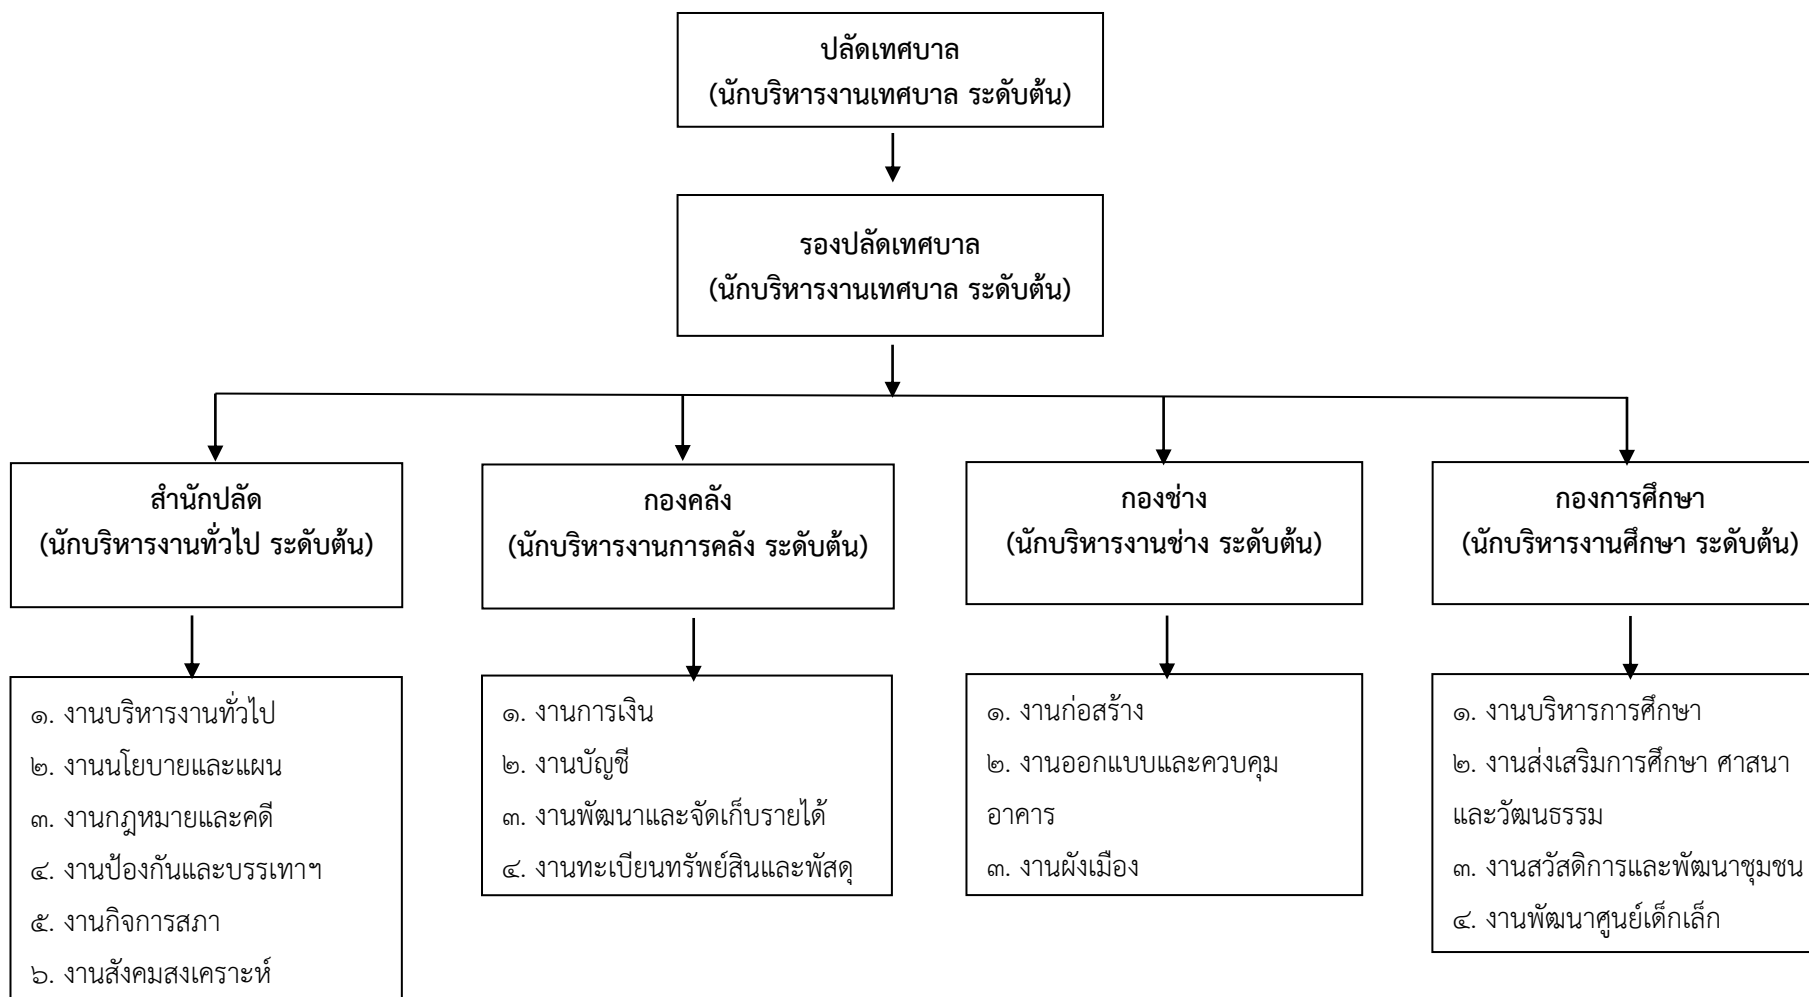 ปลัดเทศบาล
(นักบริหารงานเทศบาล ระดับต้น)
รองปลัดเทศบาล
(นักบริหารงานเทศบาล ระดับต้น)
สำนักปลัด
(นักบริหารงานทั่วไป ระดับต้น)
กองคลัง
(นักบริหารงานการคลัง ระดับต้น)
กองช่าง
(นักบริหารงานช่าง ระดับต้น)
กองการศึกษา
(นักบริหารงานศึกษา ระดับต้น)
๑. งานบริหารงานทั่วไป
๒. งานนโยบายและแผน
๓. งานกฎหมายและคดี
๔. งานป้องกันและบรรเทาฯ
๕. งานกิจการสภา
๖. งานสังคมสงเคราะห์
๑. งานการเงิน
๒. งานบัญชี
๓. งานพัฒนาและจัดเก็บรายได้
๔. งานทะเบียนทรัพย์สินและพัสดุ
๑. งานก่อสร้าง
๒. งานออกแบบและควบคุม
อาคาร
๓. งานผังเมือง
๑. งานบริหารการศึกษา
๒. งานส่งเสริมการศึกษา ศาสนา
และวัฒนธรรม
๓. งานสวัสดิการและพัฒนาชุมชน
๔. งานพัฒนาศูนย์เด็กเล็ก